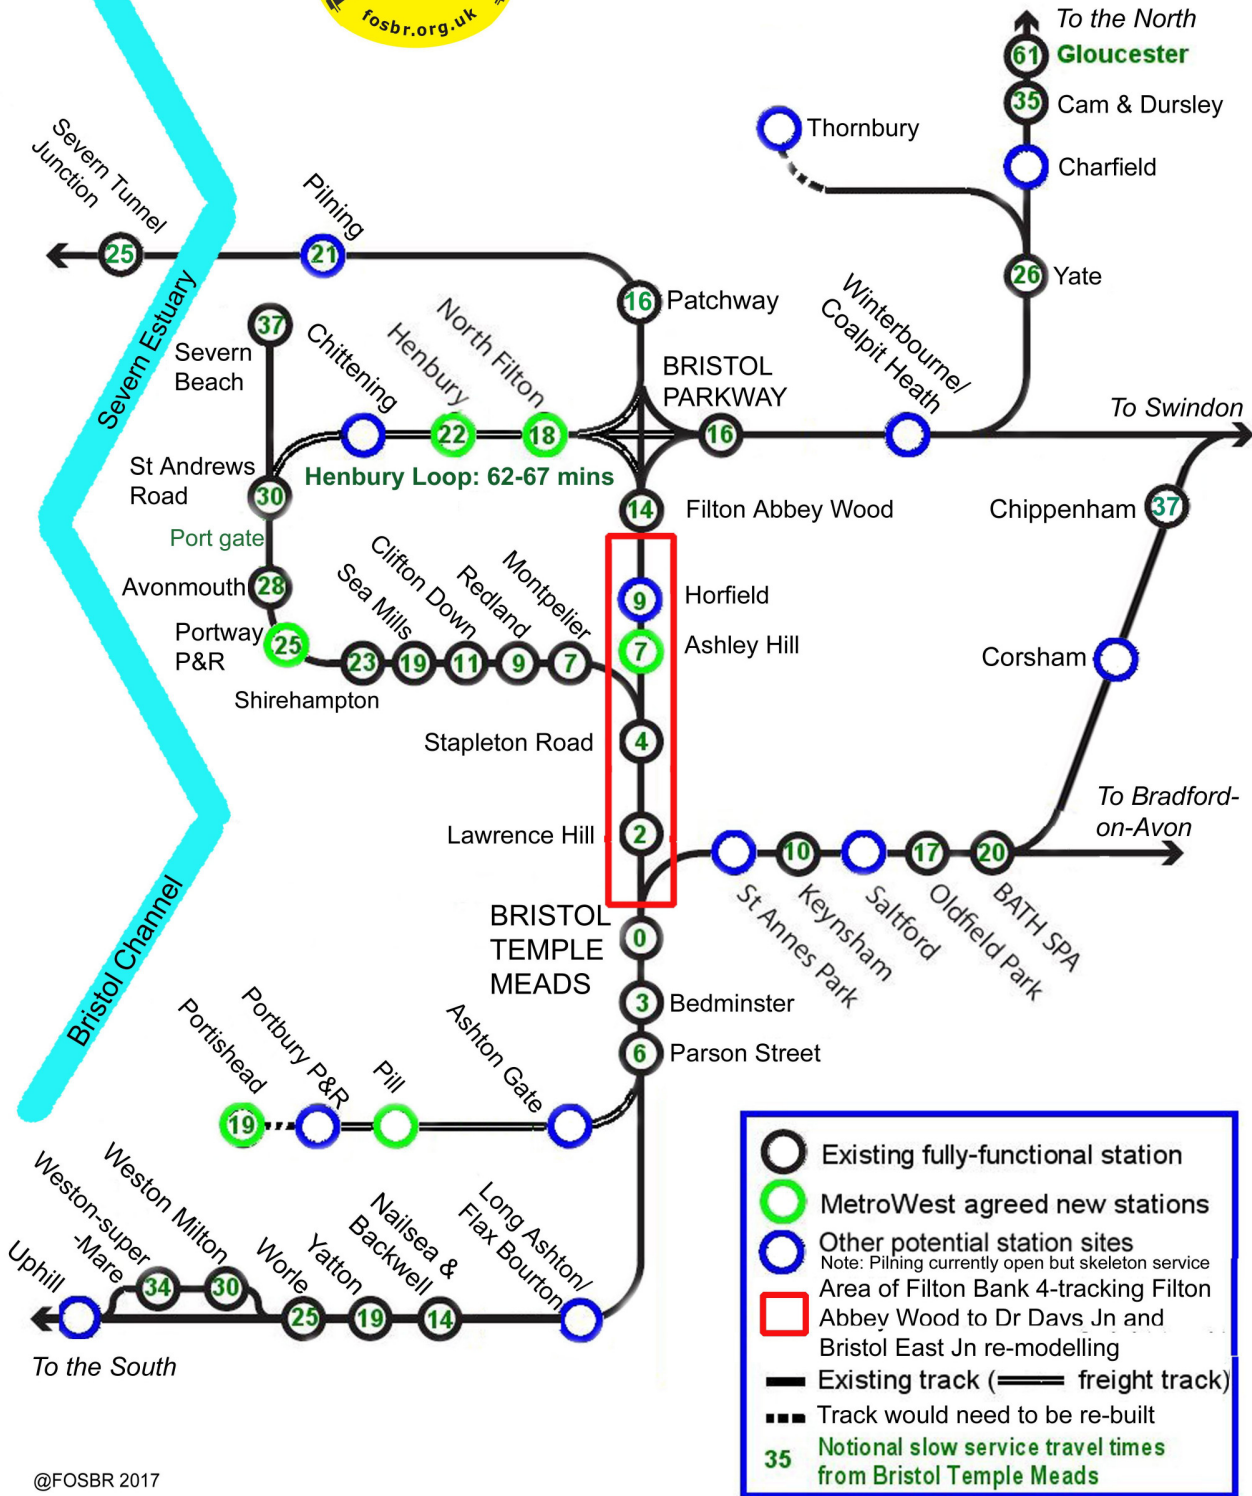 fosbr.org.uk
To the North
61 Gloucester
35 Cam & Dursley
Thornbury
Charfield
Severn Tunnel
Junction
25
Pilning
21
26 Yate
16 Patchway
Severn Estuary
37
Severn
Beach
Chittening
Henbury
22
North Filton
18
BRISTOL
PARKWAY
16
Winterbourne/
Coalpit Heath
To Swindon
Henbury Loop: 62-67 mins
St Andrews
Road
30
Port gate
14 Filton Abbey Wood
Chippenham 37
Avonmouth 28
Portway
P&R
25
Shirehampton
23
Sea Mills
19
Clifton Down
11
Redland
9
Montpelier
7
9 Horfield
7 Ashley Hill
Corsham
Stapleton Road 4
Lawrence Hill 2
To Bradford-
on-Avon
St Annes Park
10
Keynsham
Saltford
17
Oldfield Park
20
BATH SPA
BRISTOL
TEMPLE
MEADS
0
Bristol Channel
3 Bedminster
6 Parson Street
Portishead
19
Portbury P&R
Pill
Ashton Gate
Uphill
Weston-super
-Mare
34
Weston Milton
30
Worle
25
Yatton
19
Nailsea &
Backwell
14
Long Ashton/
Flax Bourton
To the South
Existing fully-functional station
MetroWest agreed new stations
Other potential station sites
Note: Pilning currently open but skeleton service
Area of Filton Bank 4-tracking Filton
Abbey Wood to Dr Days Jn and
Bristol East Jn re-modelling
Existing track ( freight track)
Track would need to be re-built
35 Notional slow service travel times
from Bristol Temple Meads
@FOSBR 2017